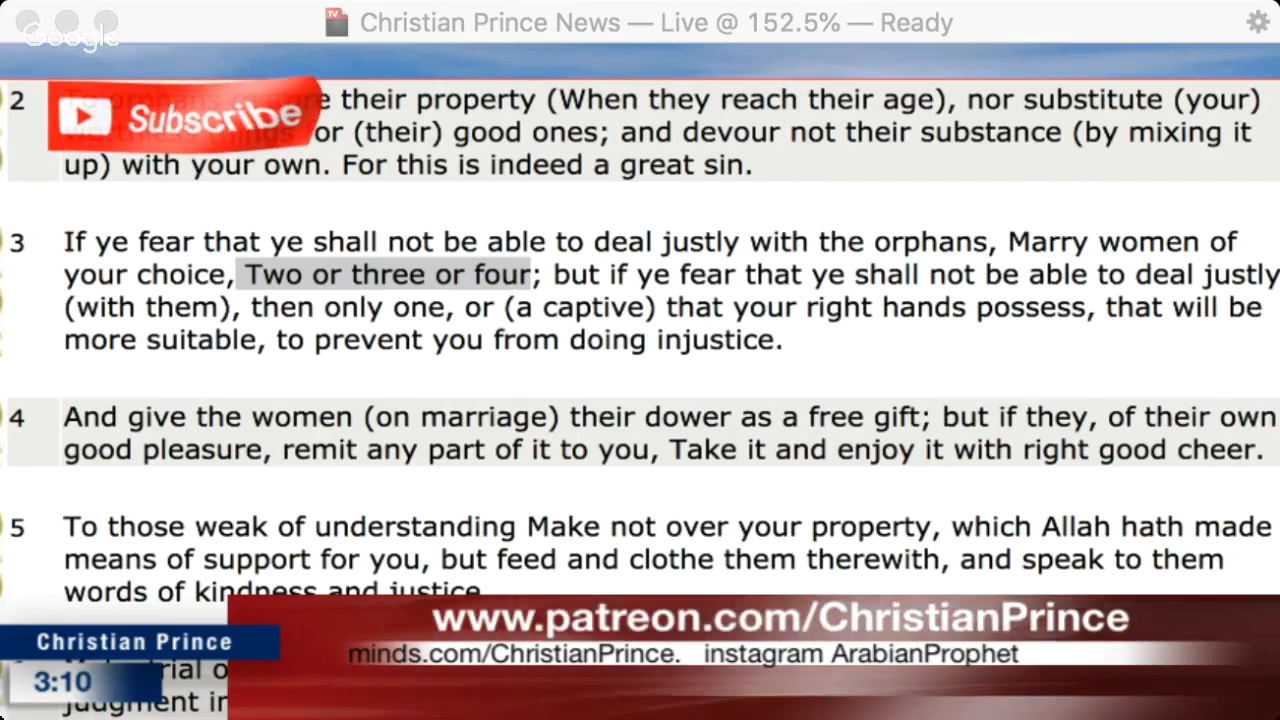 Christian Prince News — Live @ 152.5% — Ready
Google
2 To orphans their property (When they reach their age), nor substitute (your)
Subscribe
or (their) good ones; and devour not their substance (by mixing it
up) with your own. For this is indeed a great sin.
3 If ye fear that ye shall not be able to deal justly with the orphans, Marry women of
your choice, Two or three or four; but if ye fear that ye shall not be able to deal justly
(with them), then only one, or (a captive) that your right hands possess, that will be
more suitable, to prevent you from doing injustice.
4 And give the women (on marriage) their dower as a free gift; but if they, of their own
good pleasure, remit any part of it to you, Take it and enjoy it with right good cheer.
5 To those weak of understanding Make not over your property, which Allah hath made
means of support for you, but feed and clothe them therewith, and speak to them
words of kindness and justice.
www.patreon.com/ChristianPrince
Christian Prince
minds.com/ChristianPrince. instagram ArabianProphet
3:10
judgment in